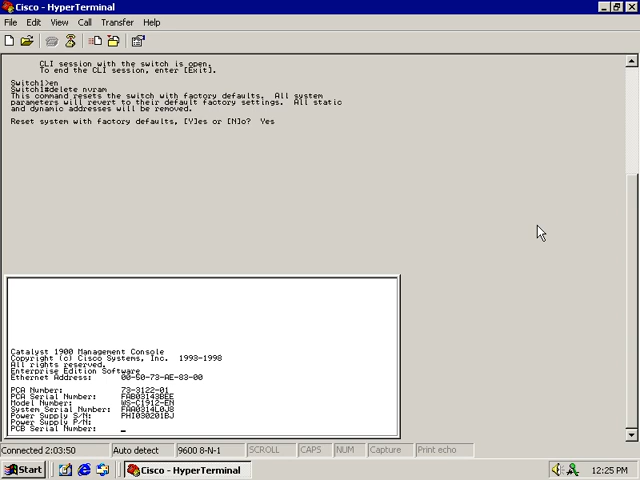 Cisco - HyperTerminal
File Edit View Call Transfer Help
CLI session with the switch is open.
To end the CLI session, enter [Exit].
Switch1>en
Switch1#delete nvram
This command resets the switch with factory defaults. All system
parameters will revert to their default factory settings. All static
and dynamic addresses will be removed.
Reset system with factory defaults, [Y]es or [N]o? Yes
Catalyst 1900 Management Console
Copyright (c) Cisco Systems, Inc. 1993-1998
All rights reserved.
Enterprise Edition Software
Ethernet Address: 00-50-73-AE-83-00
PCA Number: 73-3122-01
PCA Serial Number: FAB03143BEE
Model Number: WS-C1912-EN
System Serial Number: FAA0314L0J8
Power Supply S/N: PHI030201BJ
Power Supply P/N:
PCB Serial Number: _
Connected 2:03:50 Auto detect 9600 8-N-1 SCROLL CAPS NUM Capture Print echo
Start Cisco - HyperTerminal 12:25 PM